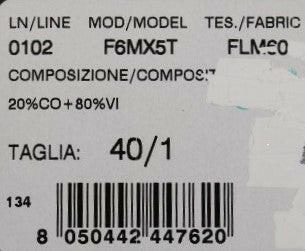 LN/LINE MOD/MODEL TES./FABRIC
0102 F6MX5T
COMPOSIZIONE/
20%CO+80%VI
TAGLIA: 40/1
134
8 050442 447620